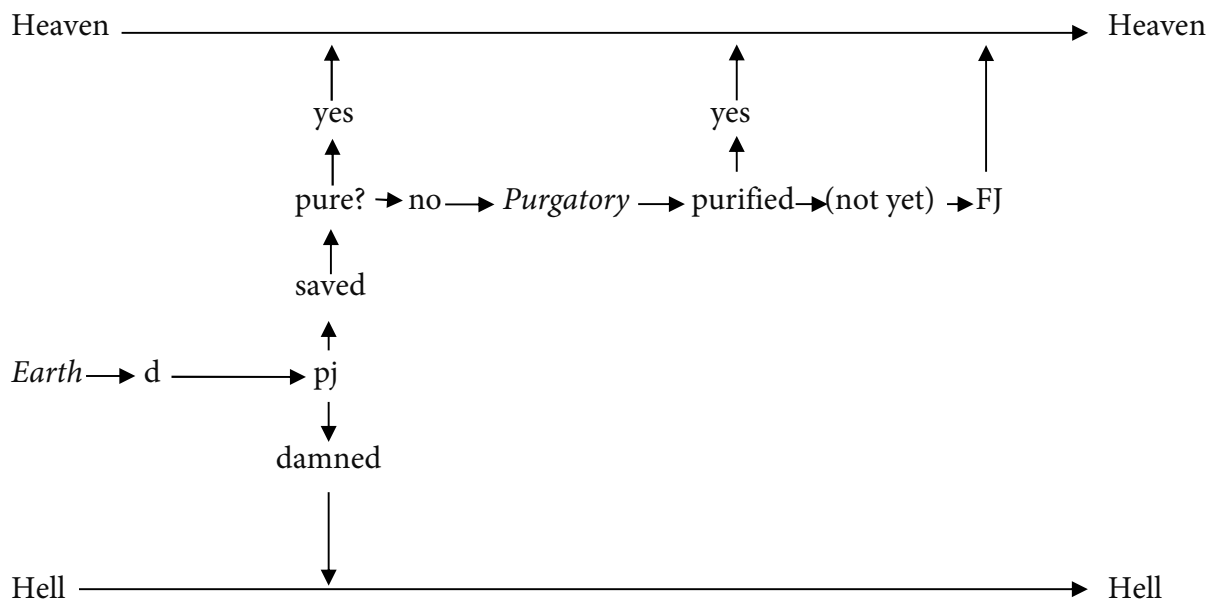 Heaven Heaven
yes yes
pure? no Purgatory purified (not yet) FJ
saved
Earth d pj
damned
Hell Hell